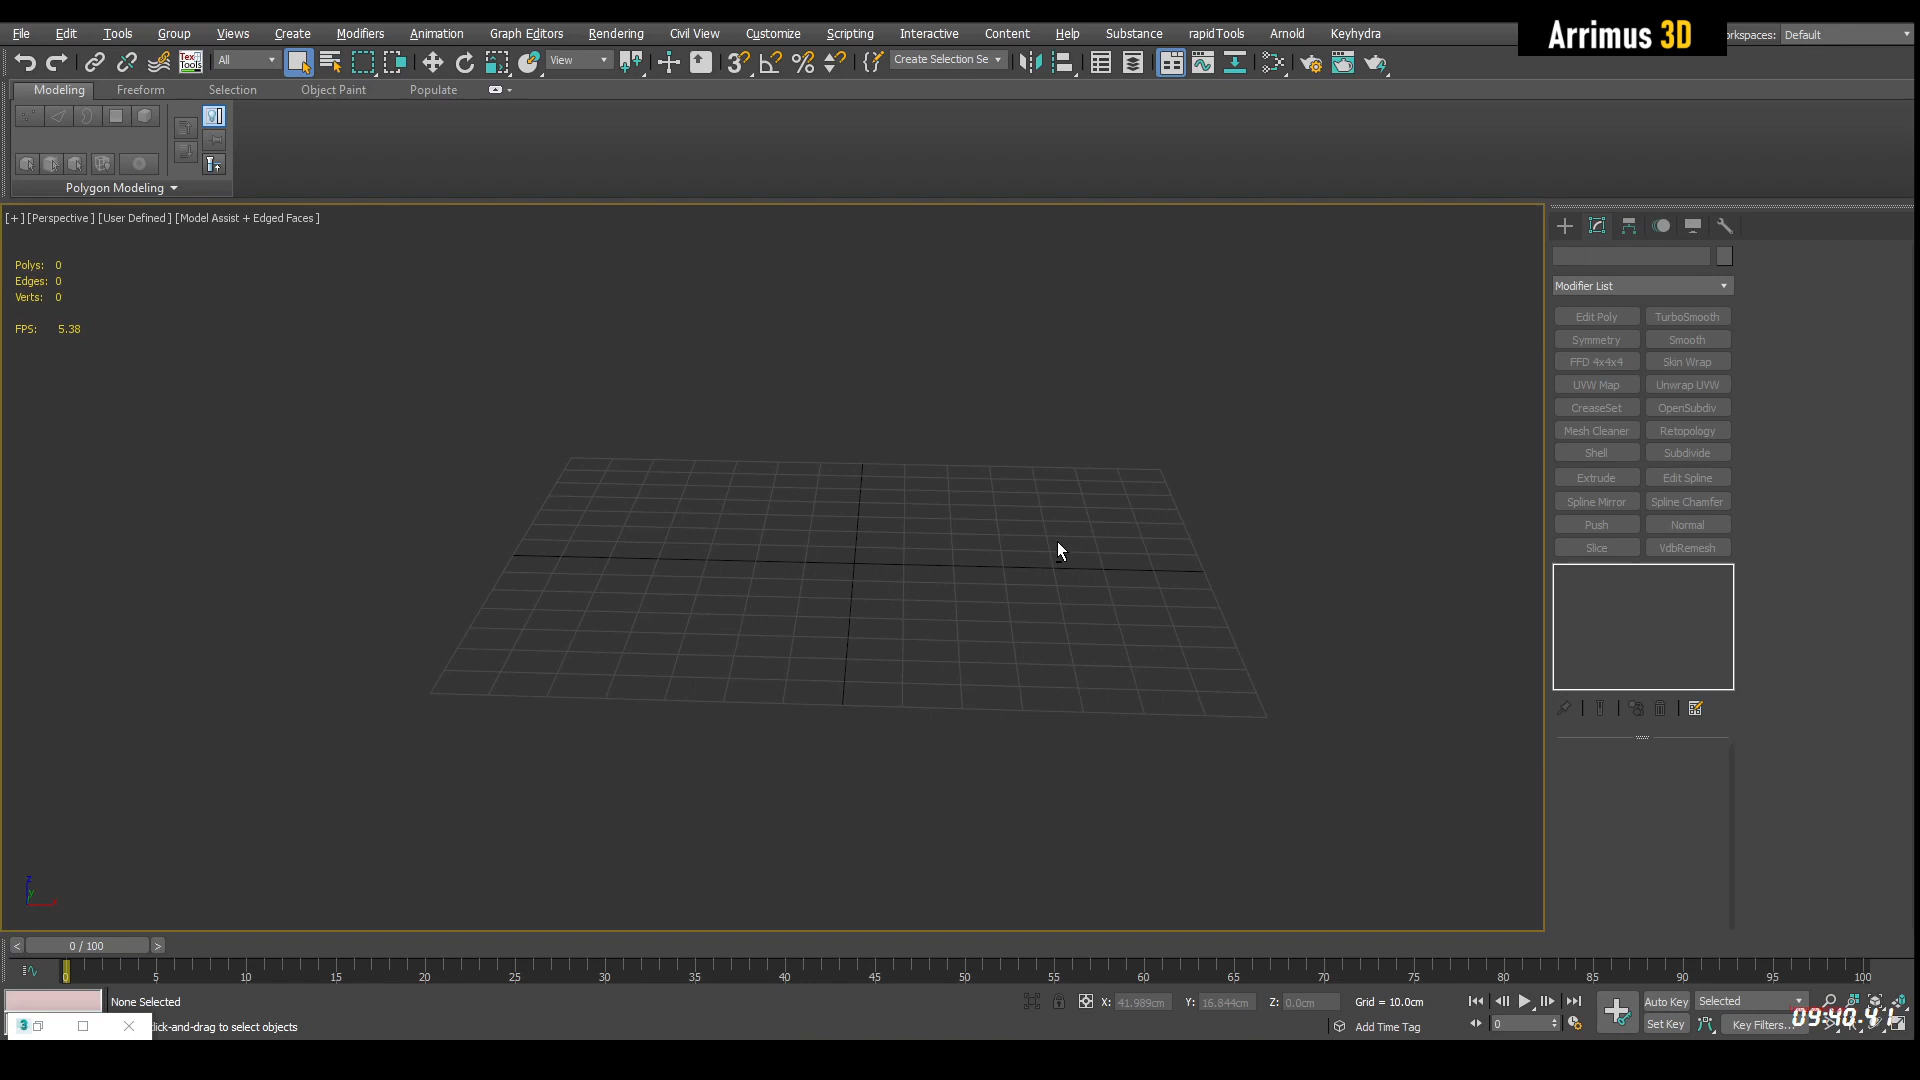 File Edit Tools Group Views Create Modifiers Animation Graph Editors Rendering Civil View Customize Scripting Interactive Content Help Substance rapidTools Arnold Keyhydra
Arrimus 3D
orkspaces: Default
TexTools All View Create Selection Se
Modeling Freeform Selection Object Paint Populate
Polygon Modeling
[+] [Perspective ] [User Defined ] [Model Assist + Edged Faces ]
Polys: 0
Edges: 0
Verts: 0
FPS: 5.38
Modifier List
Edit Poly TurboSmooth
Symmetry Smooth
FFD 4x4x4 Skin Wrap
UVW Map Unwrap UVW
CreaseSet OpenSubdiv
Mesh Cleaner Retopology
Shell Subdivide
Extrude Edit Spline
Spline Mirror Spline Chamfer
Push Normal
Slice VdbRemesh
z
y
< 0 / 100 >
0 5 10 15 20 25 30 35 40 45 50 55 60 65 70 75 80 85 90 95 100
None Selected X: 41.989cm Y: 16.844cm Z: 0.0cm Grid = 10.0cm Auto Key Selected
3 lick-and-drag to select objects Add Time Tag 0 Set Key Key Filters...
09:40.41